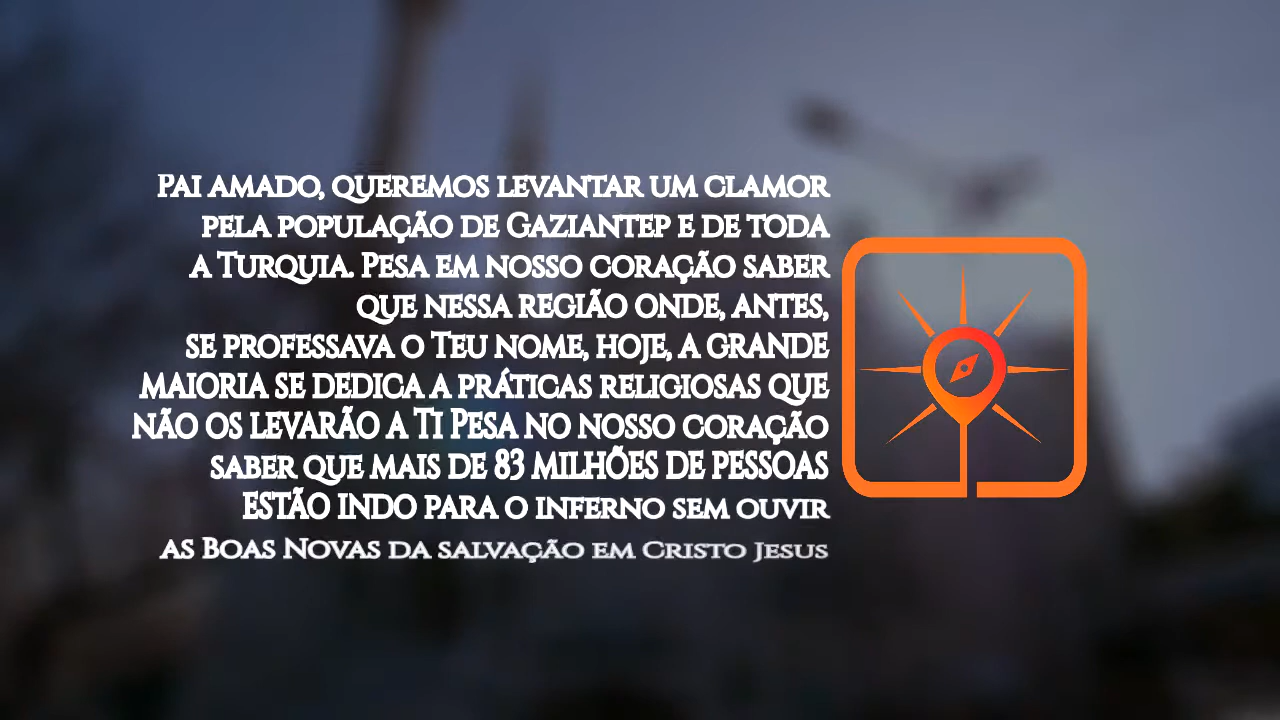 Pai amado, queremos levantar um clamor
pela população de Gaziantep e de toda
a Turquia. Pesa em nosso coração saber
que nessa região onde, antes,
se professava o Teu nome, hoje, a grande
maioria se dedica a práticas religiosas que
não os levarão a Ti Pesa no nosso coração
saber que mais de 83 milhões de pessoas
estão indo para o inferno sem ouvir
as Boas Novas da salvação em Cristo Jesus